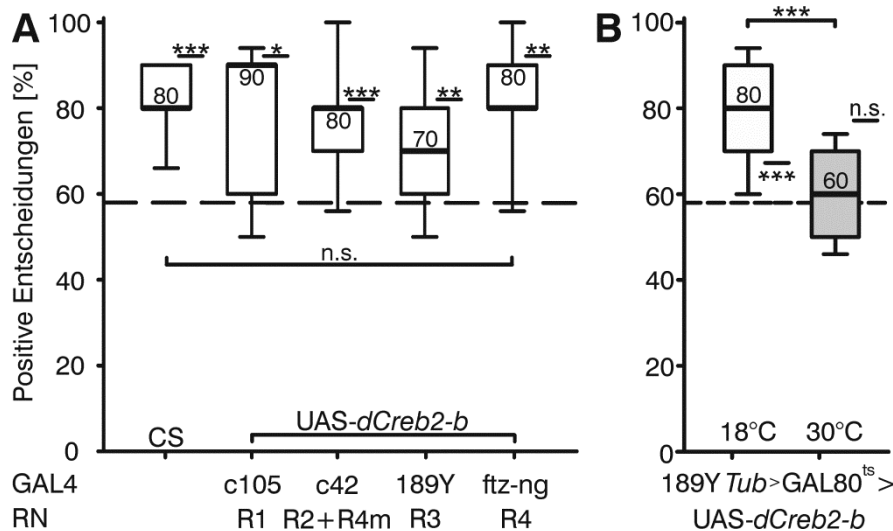 A
B
Positive Entscheidungen [%]
100
80
60
40
20
0
80
***
90
*
80
***
70
**
80
**
n.s.
CS
UAS-dCreb2-b
GAL4 c105 c42 189Y ftz-ng
RN R1 R2+R4m R3 R4
100
80
60
40
20
0
***
80
***
60
n.s.
18°C 30°C
189Y Tub>GAL80ts>
UAS-dCreb2-b